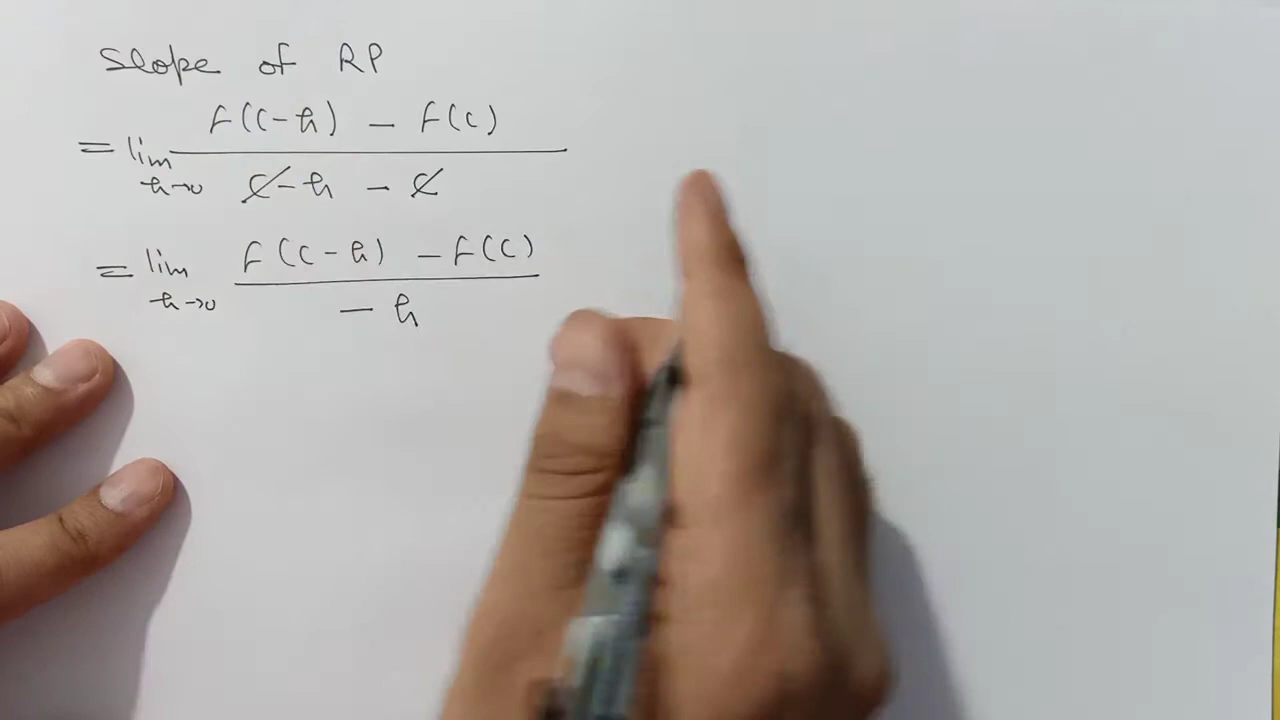 Slope of RP
= lim h→0 f(c-h) - f(c) / c-h - c
= lim h→0 f(c-h) - f(c) / -h